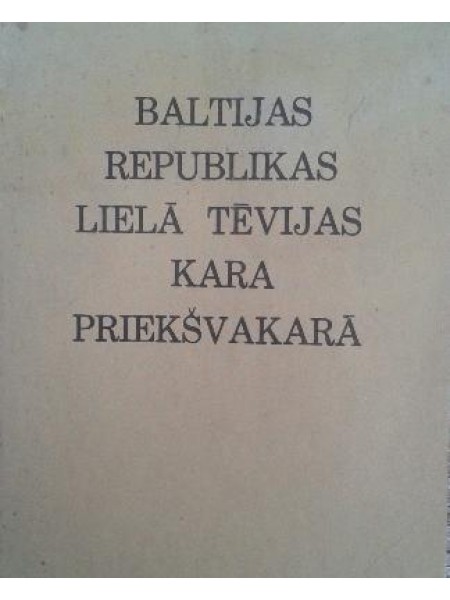 BALTIJAS
REPUBLIKAS
LIELĀ TĒVIJAS
KARA
PRIEKŠVAKARĀ